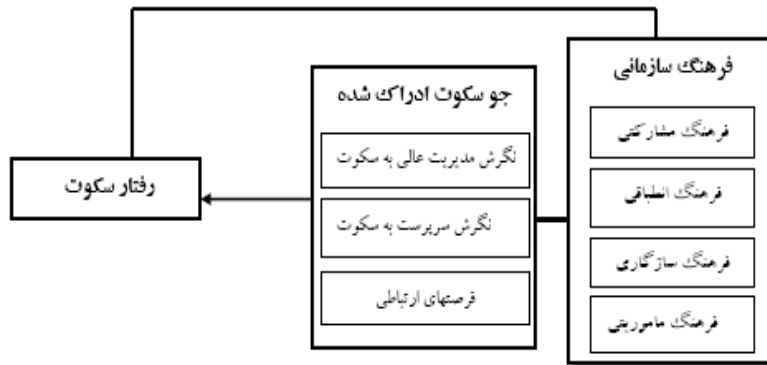 فرهنگ سازمانی
فرهنگ مشارکتی
فرهنگ انطباقی
فرهنگ سازگاری
فرهنگ ماموریتی
جو سکوت ادراک شده
نگرش مدیریت عالی به سکوت
نگرش سرپرست به سکوت
فرصتهای ارتباطی
رفتار سکوت